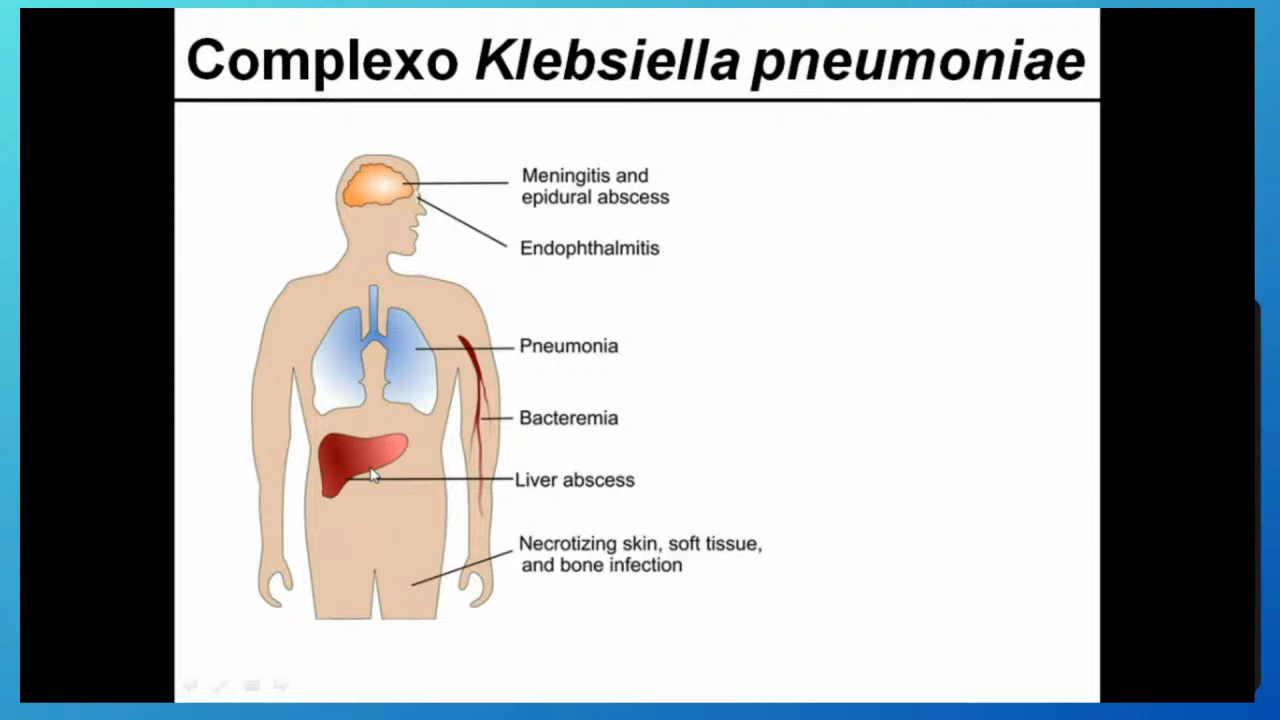 Complexo Klebsiella pneumoniae
Meningitis and
epidural abscess
Endophthalmitis
Pneumonia
Bacteremia
Liver abscess
Necrotizing skin, soft tissue,
and bone infection